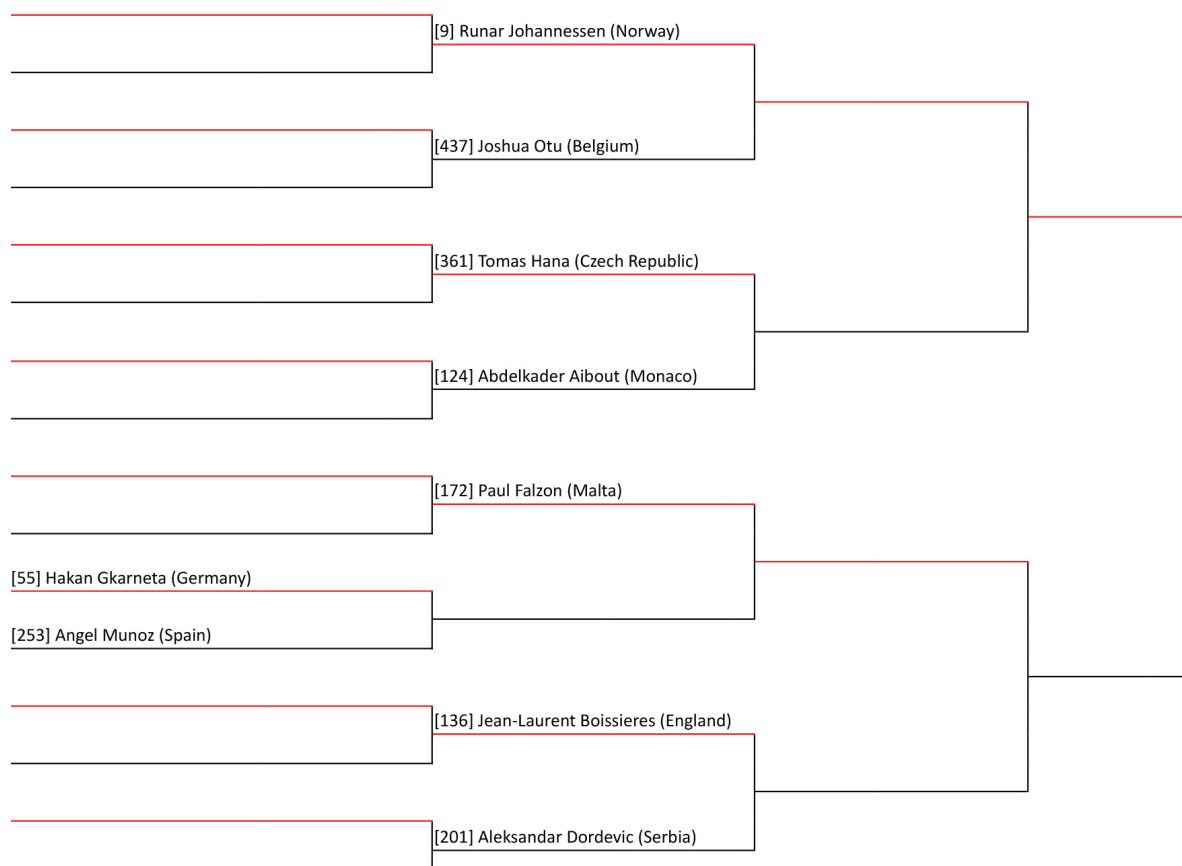 [9] Runar Johannessen (Norway)
[437] Joshua Otu (Belgium)
[361] Tomas Hana (Czech Republic)
[124] Abdelkader Aibout (Monaco)
[172] Paul Falzon (Malta)
[55] Hakan Gkarneta (Germany)
[253] Angel Munoz (Spain)
[136] Jean-Laurent Boissieres (England)
[201] Aleksandar Dordevic (Serbia)